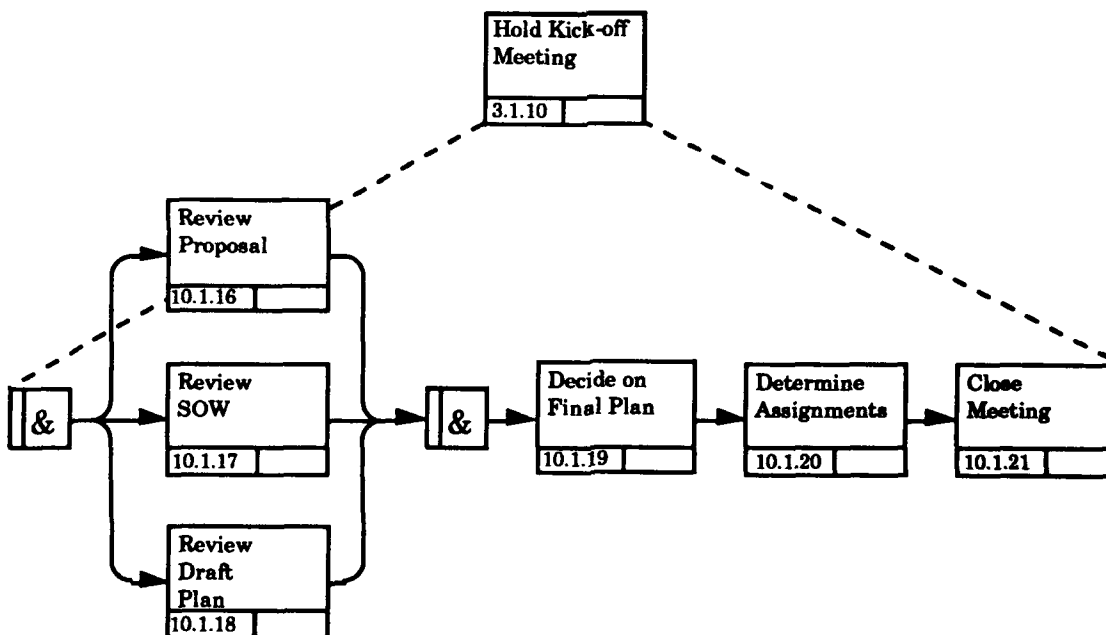 Hold Kick-off
Meeting
3.1.10
Review
Proposal
10.1.16
&
Review
SOW
10.1.17
Review
Draft
Plan
10.1.18
&
Decide on
Final Plan
10.1.19
Determine
Assignments
10.1.20
Close
Meeting
10.1.21